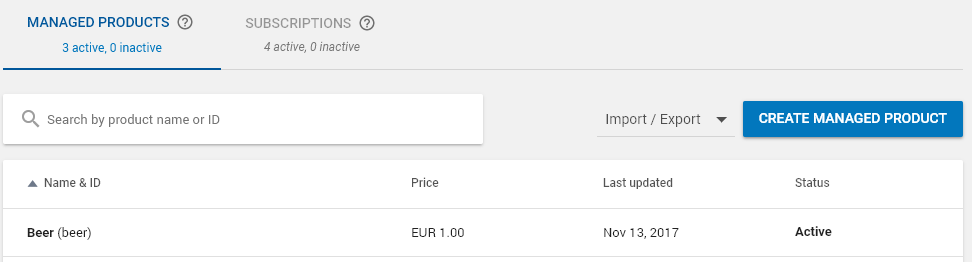 MANAGED PRODUCTS SUBSCRIPTIONS
3 active, 0 inactive 4 active, 0 inactive
Search by product name or ID Import / Export CREATE MANAGED PRODUCT
Name & ID Price Last updated Status
Beer (beer) EUR 1.00 Nov 13, 2017 Active